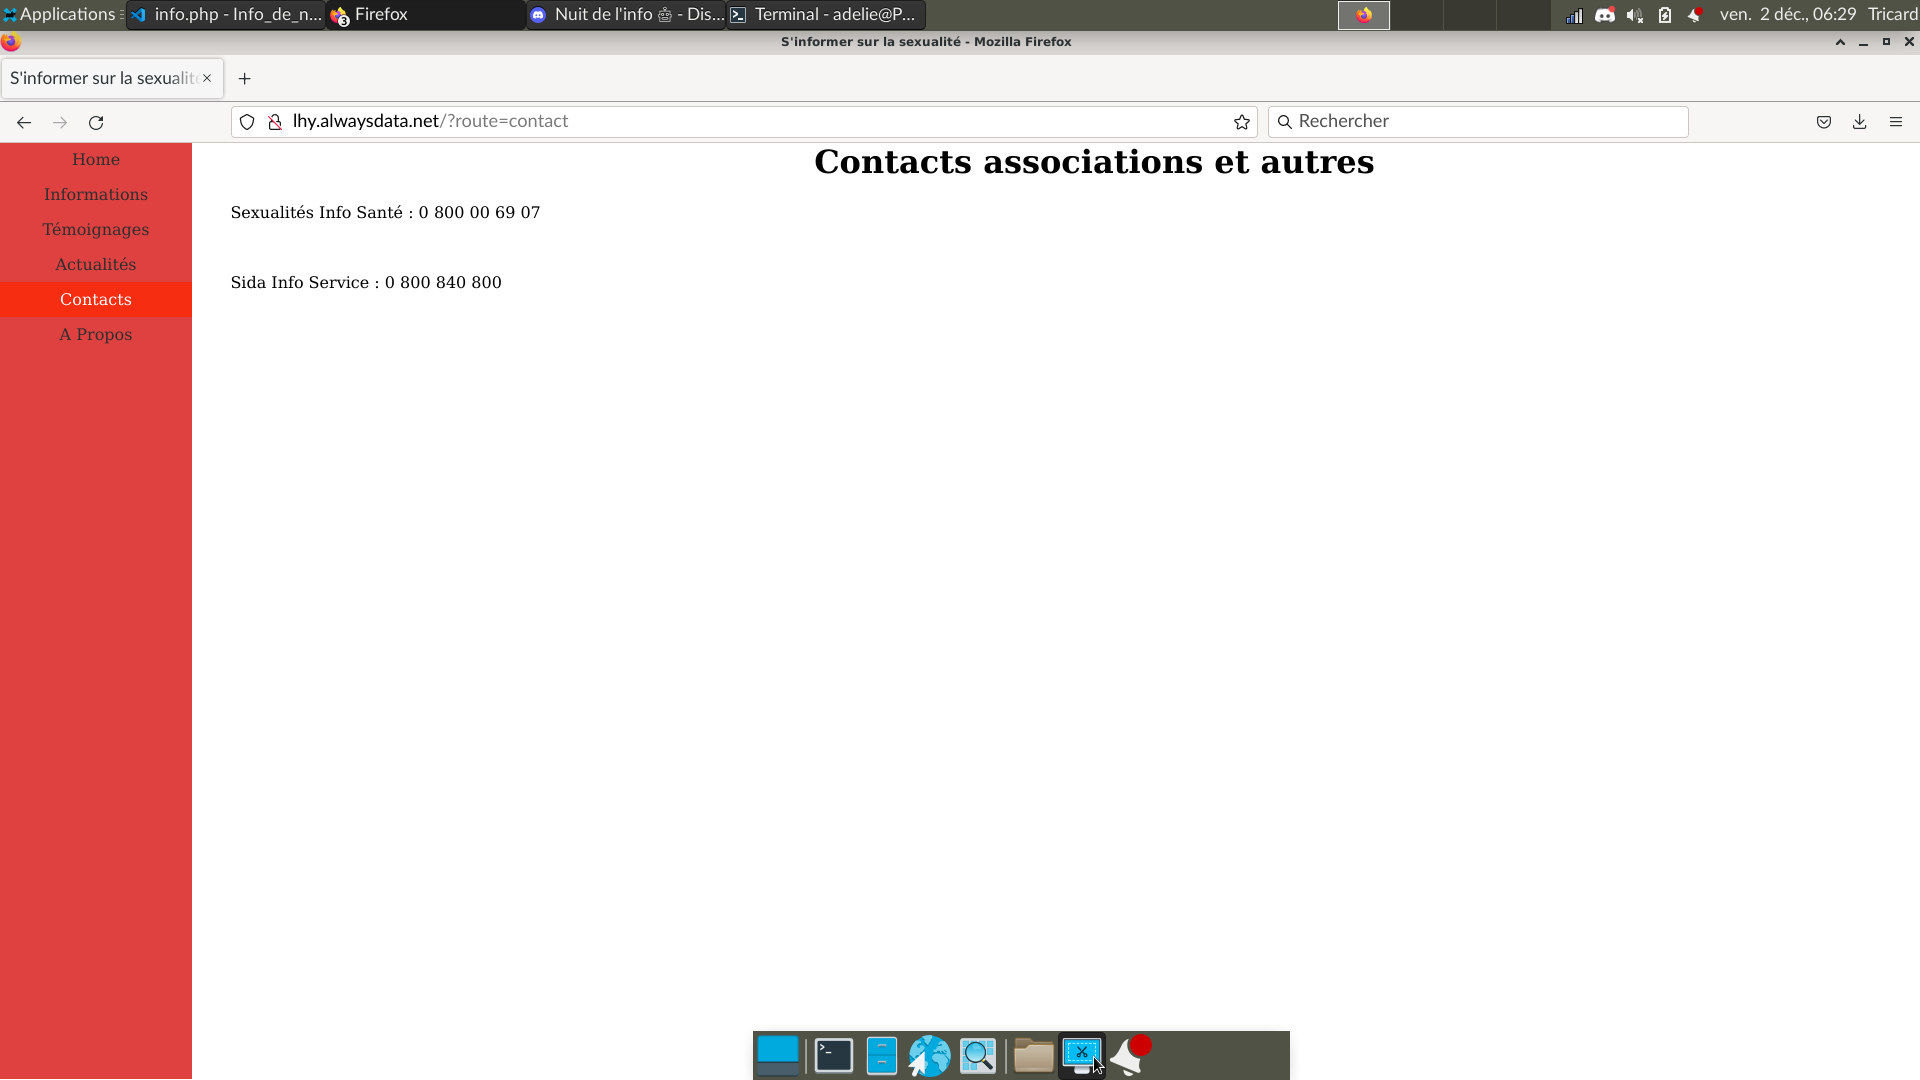 Applications
info.php - Info_de_n...
3
Firefox
Nuit de l'info 🤖 - Dis...
Terminal - adelie@P...
ven. 2 déc., 06:29
Tricard
S'informer sur la sexualité - Mozilla Firefox
S'informer sur la sexualité
lhy.alwaysdata.net/?route=contact
Rechercher
Home
Informations
Témoignages
Actualités
Contacts
A Propos
Contacts associations et autres
Sexualités Info Santé : 0 800 00 69 07
Sida Info Service : 0 800 840 800